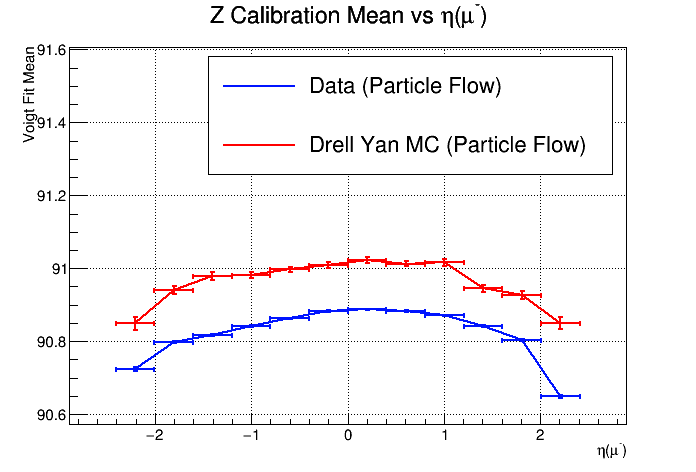 Z Calibration Mean vs η(μ⁻)
Voigt Fit Mean
91.6
91.4
91.2
91
90.8
90.6
Data (Particle Flow)
Drell Yan MC (Particle Flow)
−2
−1
0
1
2
η(μ⁻)